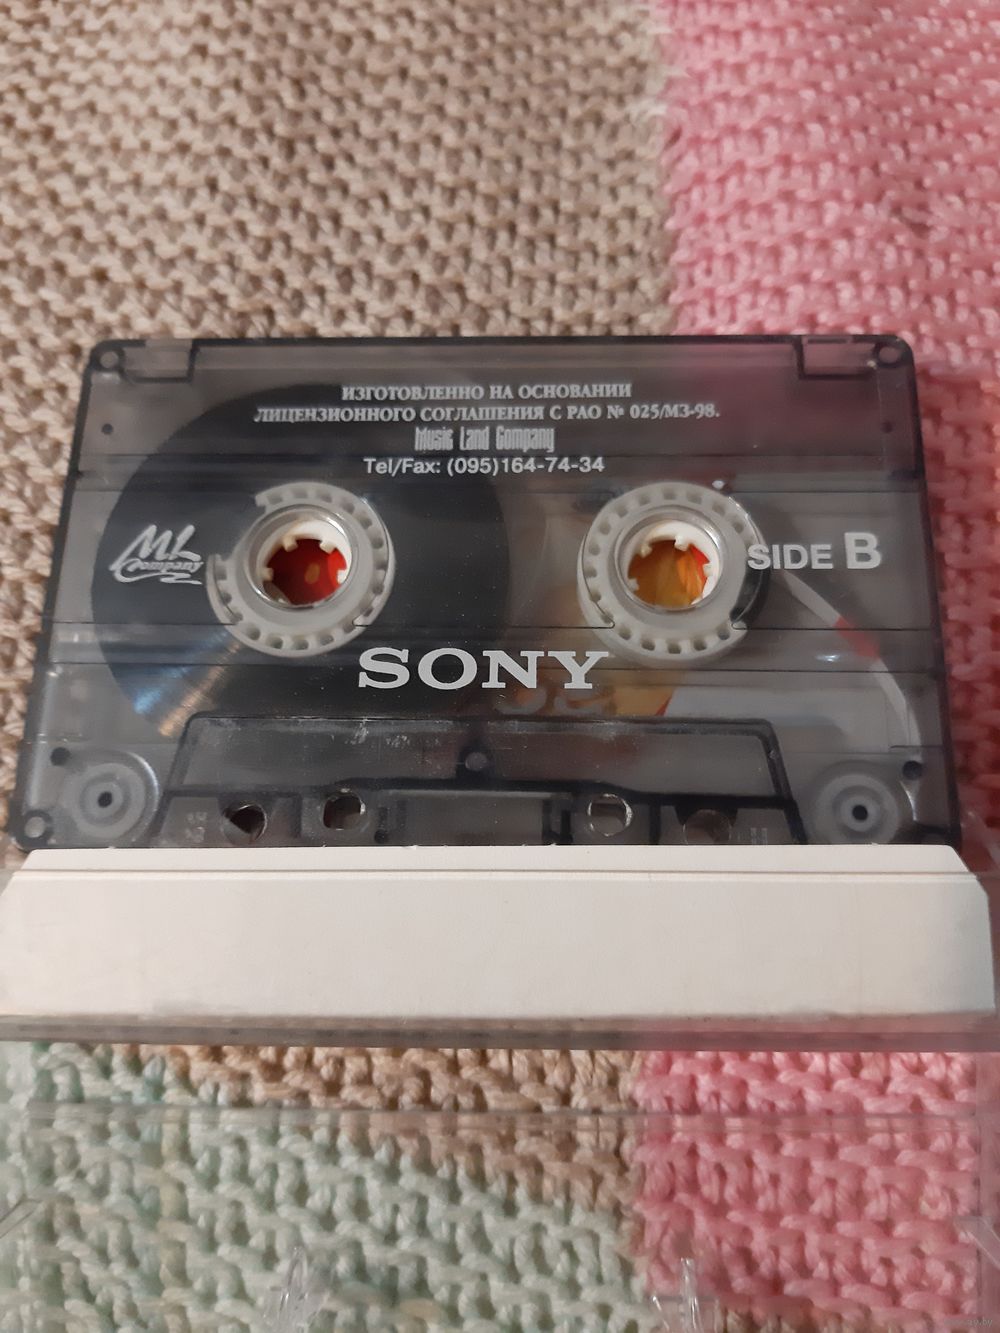 ИЗГОТОВЛЕННО НА ОСНОВАНИИ
ЛИЦЕНЗИОННОГО СОГЛАШЕНИЯ С РАО № 025/МЗ-98.
Music Land Company
Tel/Fax: (095)164-74-34
ML
Company
SIDE B
SONY